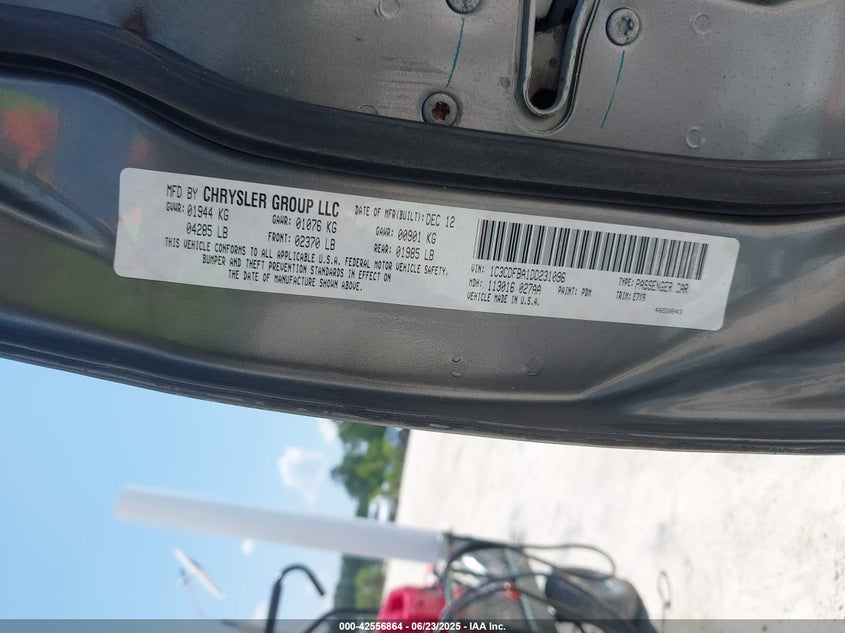 MFD BY CHRYSLER GROUP LLC
DATE OF MFR(BUILT): DEC 12
GVWR: 01944 KG
04285 LB
GAWR: 01076 KG
FRONT: 02370 LB
GAWR: 00901 KG
REAR: 01985 LB
THIS VEHICLE CONFORMS TO ALL APPLICABLE U.S.A. FEDERAL MOTOR VEHICLE SAFETY,
BUMPER AND THEFT PREVENTION STANDARDS IN EFFECT ON
THE DATE OF MANUFACTURE SHOWN ABOVE.
VIN: 1C3CDFBA1DD231096
TYPE: PASSENGER CAR
MDH: 113016 027AA
PAINT: PDM
TRIM: E7X9
VEHICLE MADE IN U.S.A.
4659843
000-42556864 - 06/23/2025 - IAA Inc.